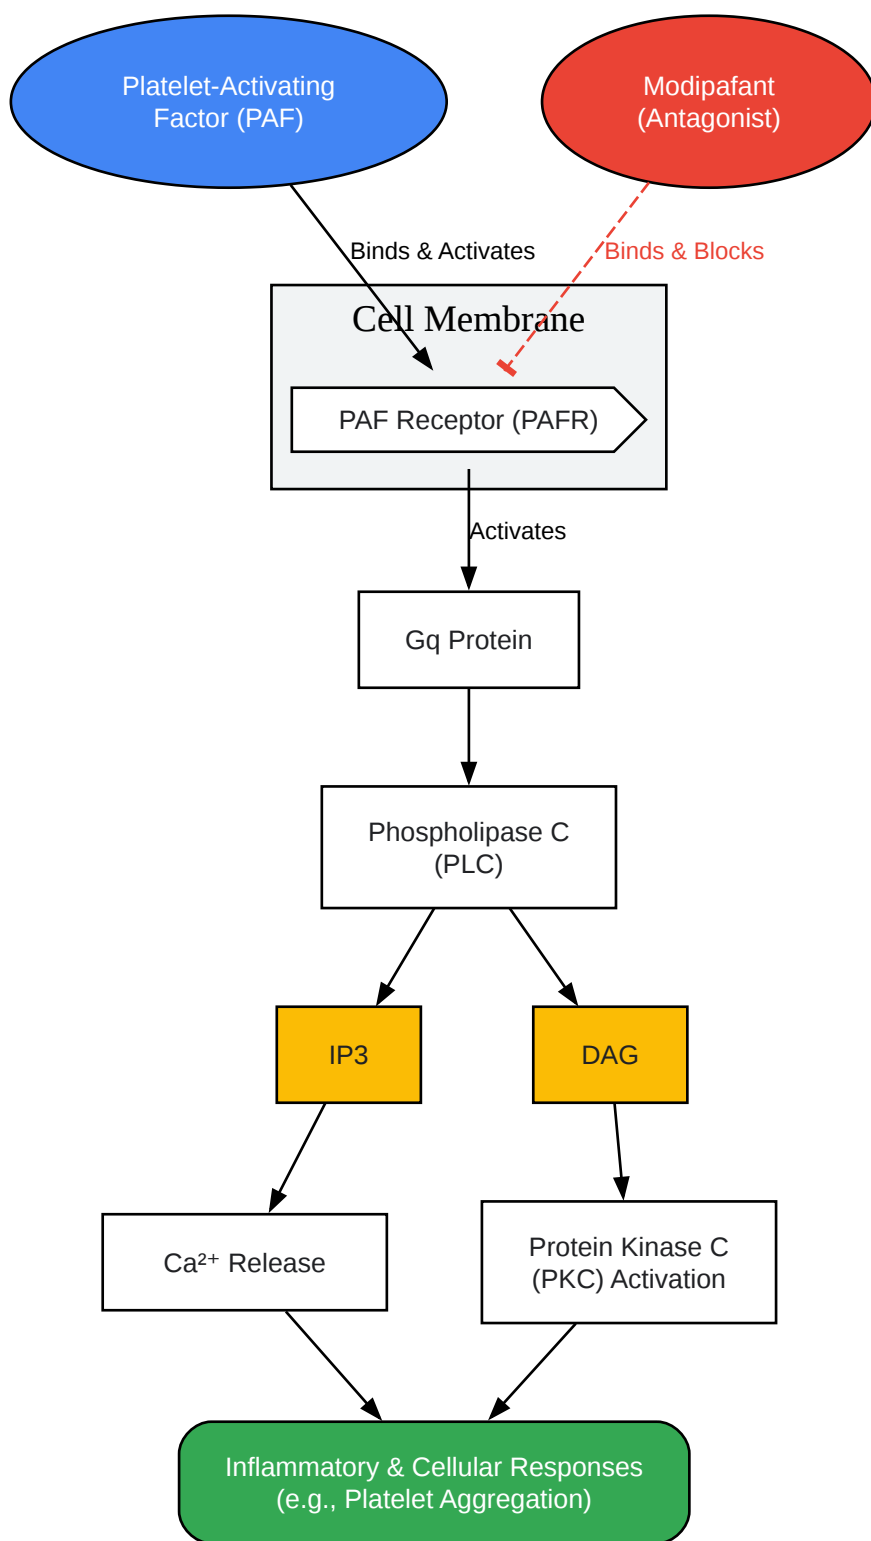 Platelet-Activating
Factor (PAF)
Modipafant
(Antagonist)
Binds & Activates
Binds & Blocks
Cell Membrane
PAF Receptor (PAFR)
Activates
Gq Protein
Phospholipase C
(PLC)
IP3
DAG
Ca²⁺ Release
Protein Kinase C
(PKC) Activation
Inflammatory & Cellular Responses
(e.g., Platelet Aggregation)